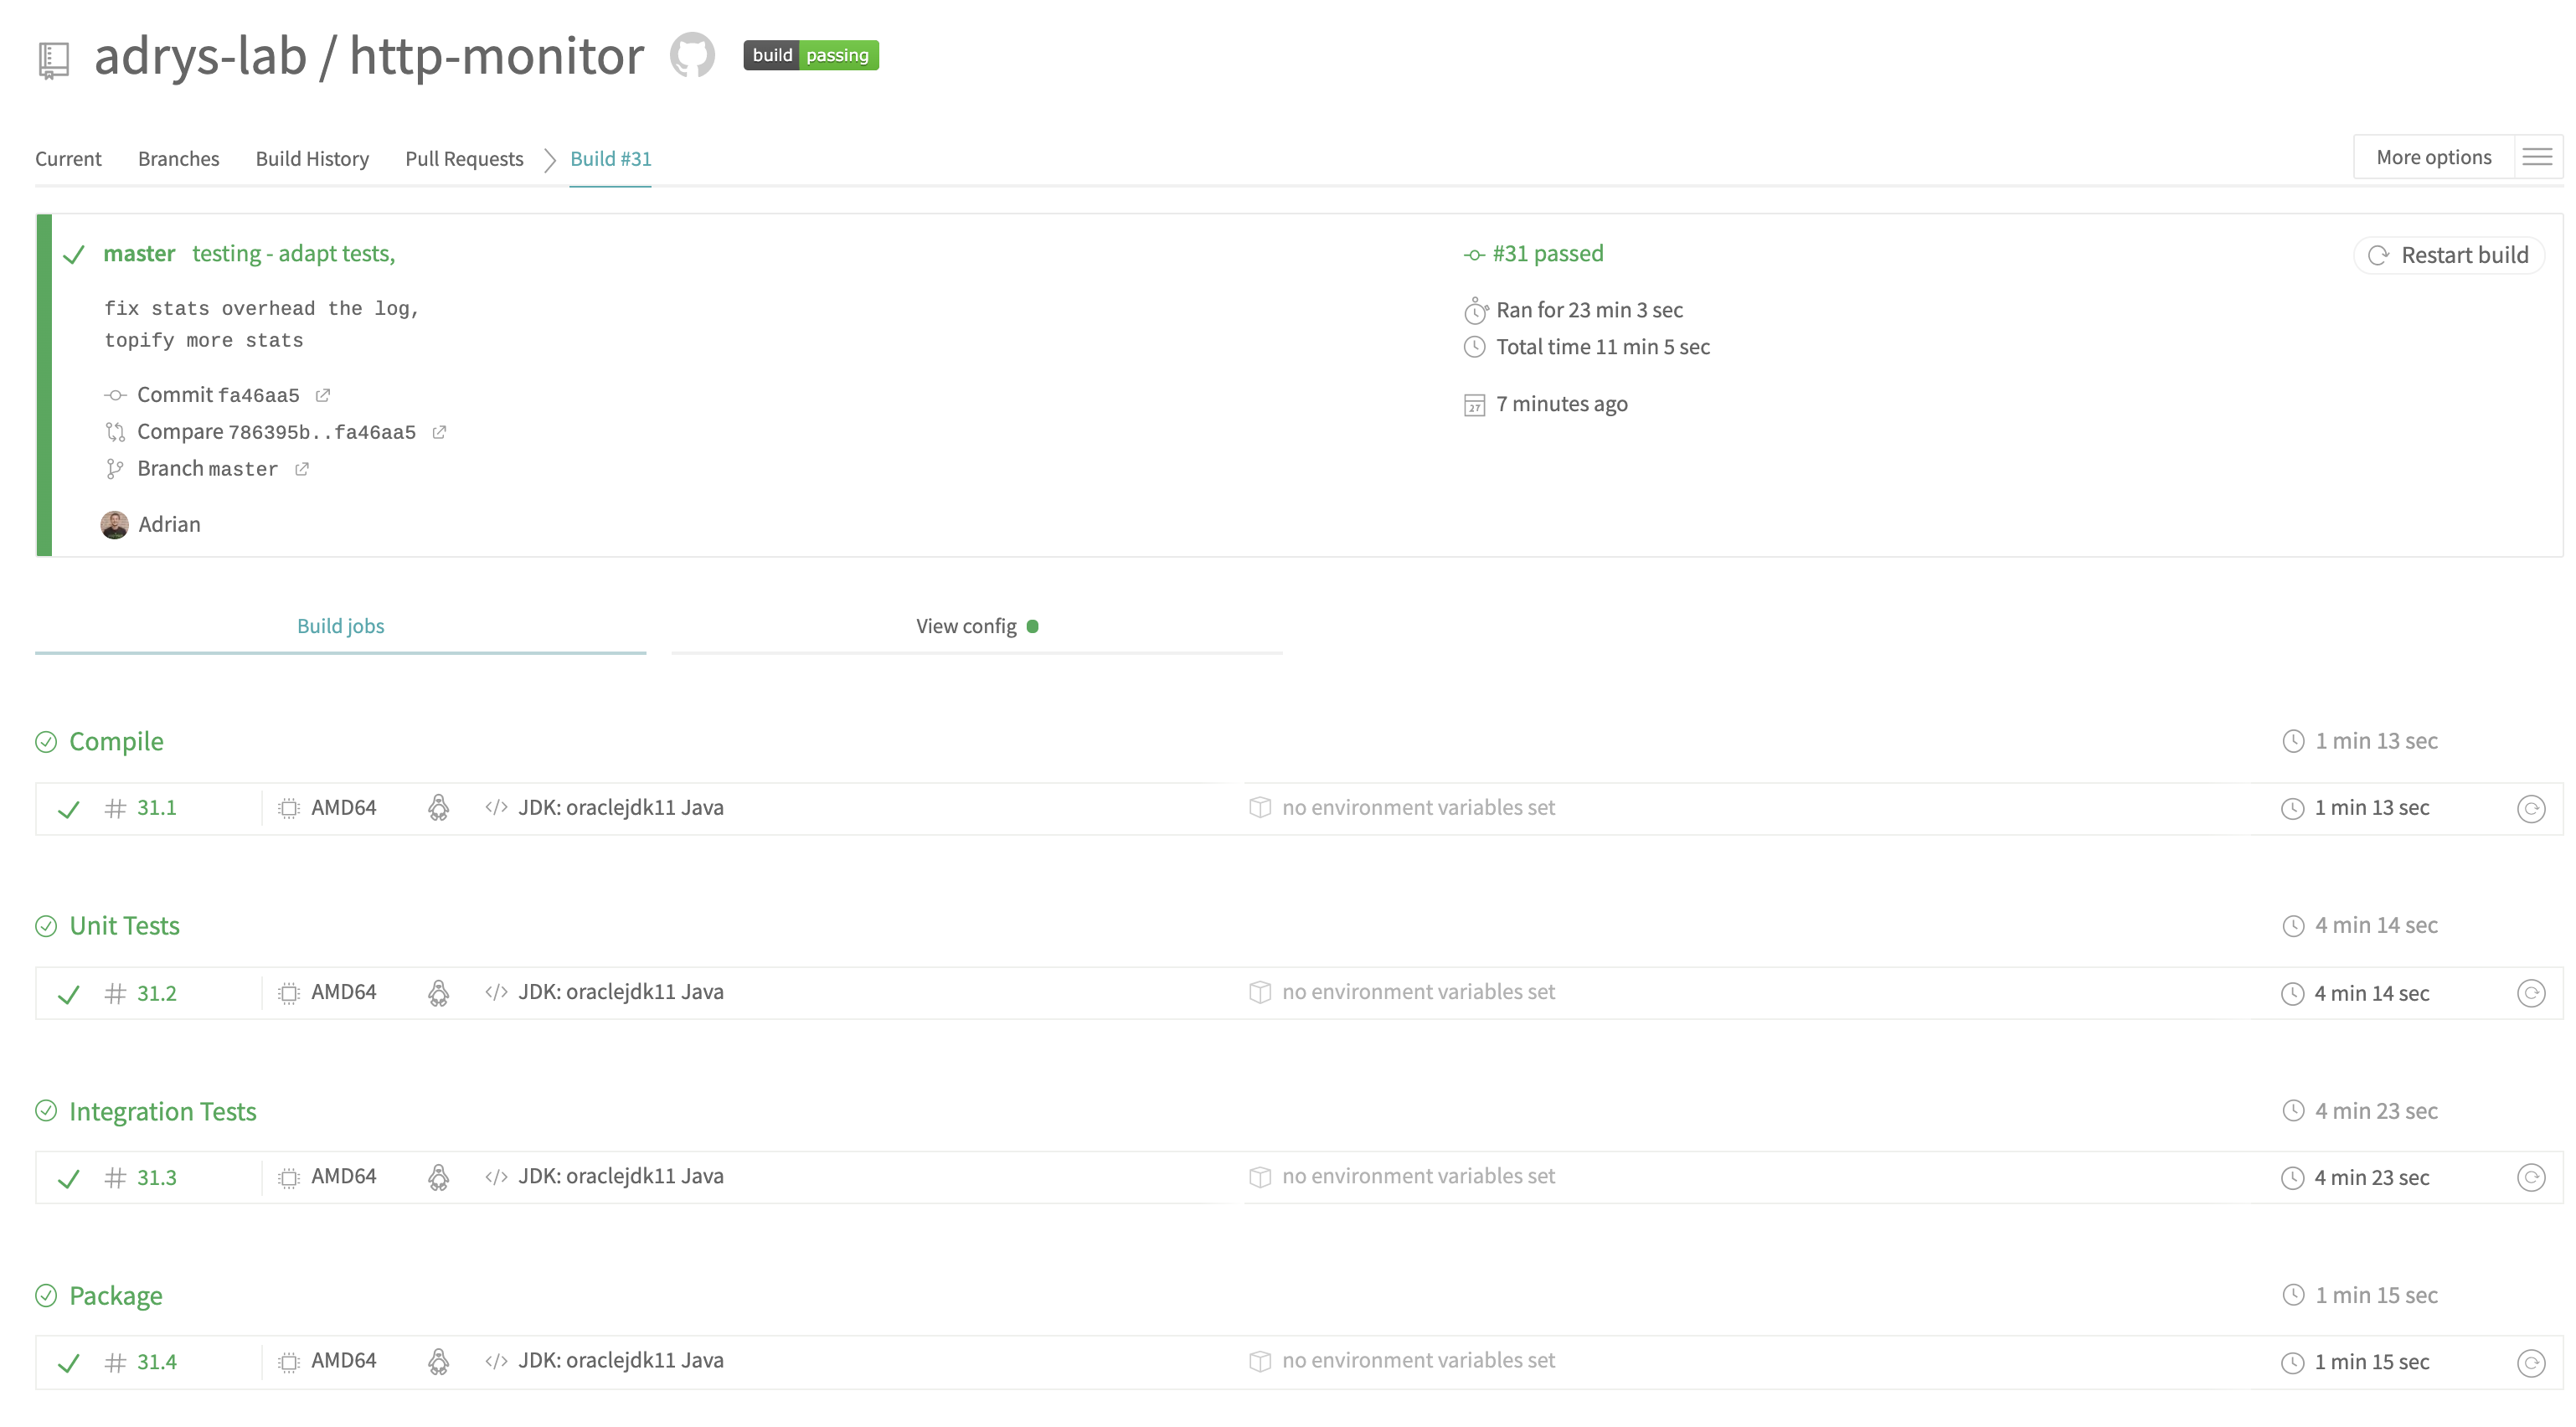 adrys-lab / http-monitor build passing
Current Branches Build History Pull Requests Build #31 More options
master testing - adapt tests,
fix stats overhead the log,
topify more stats
Commit fa46aa5
Compare 786395b..fa46aa5
Branch master
Adrian
#31 passed
Ran for 23 min 3 sec
Total time 11 min 5 sec
27 7 minutes ago
Restart build
Build jobs View config
Compile 1 min 13 sec
# 31.1 AMD64 </> JDK: oraclejdk11 Java no environment variables set 1 min 13 sec
Unit Tests 4 min 14 sec
# 31.2 AMD64 </> JDK: oraclejdk11 Java no environment variables set 4 min 14 sec
Integration Tests 4 min 23 sec
# 31.3 AMD64 </> JDK: oraclejdk11 Java no environment variables set 4 min 23 sec
Package 1 min 15 sec
# 31.4 AMD64 </> JDK: oraclejdk11 Java no environment variables set 1 min 15 sec